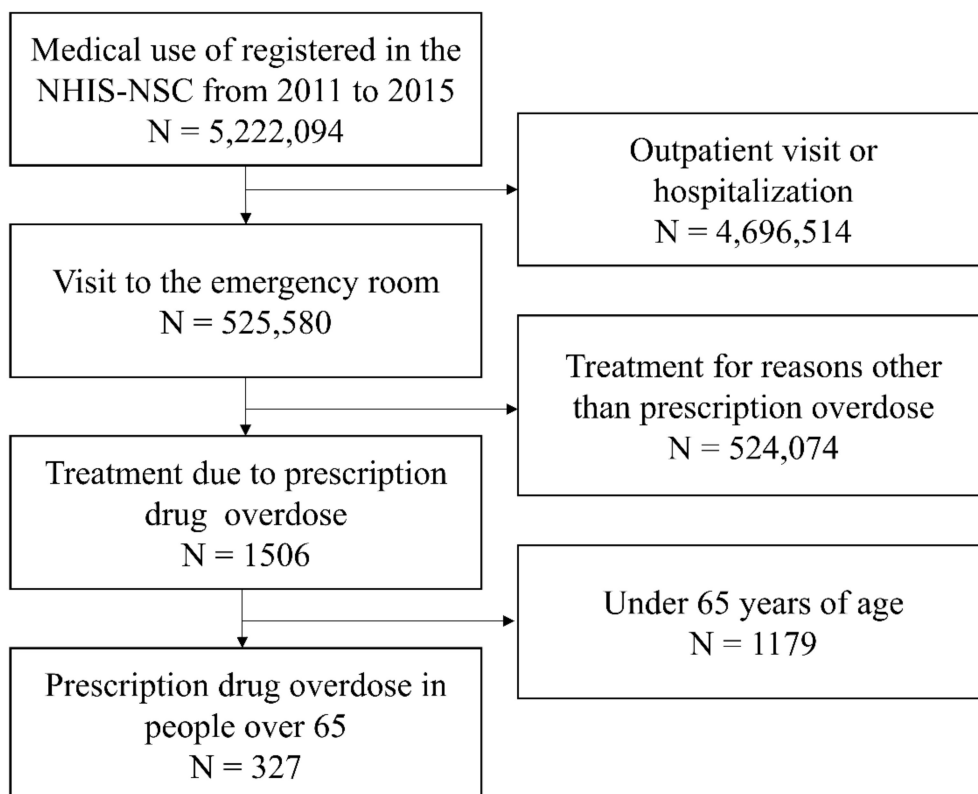 Medical use of registered in the
NHIS-NSC from 2011 to 2015
N = 5,222,094
Outpatient visit or
hospitalization
N = 4,696,514
Visit to the emergency room
N = 525,580
Treatment for reasons other
than prescription overdose
N = 524,074
Treatment due to prescription
drug overdose
N = 1506
Under 65 years of age
N = 1179
Prescription drug overdose in
people over 65
N = 327